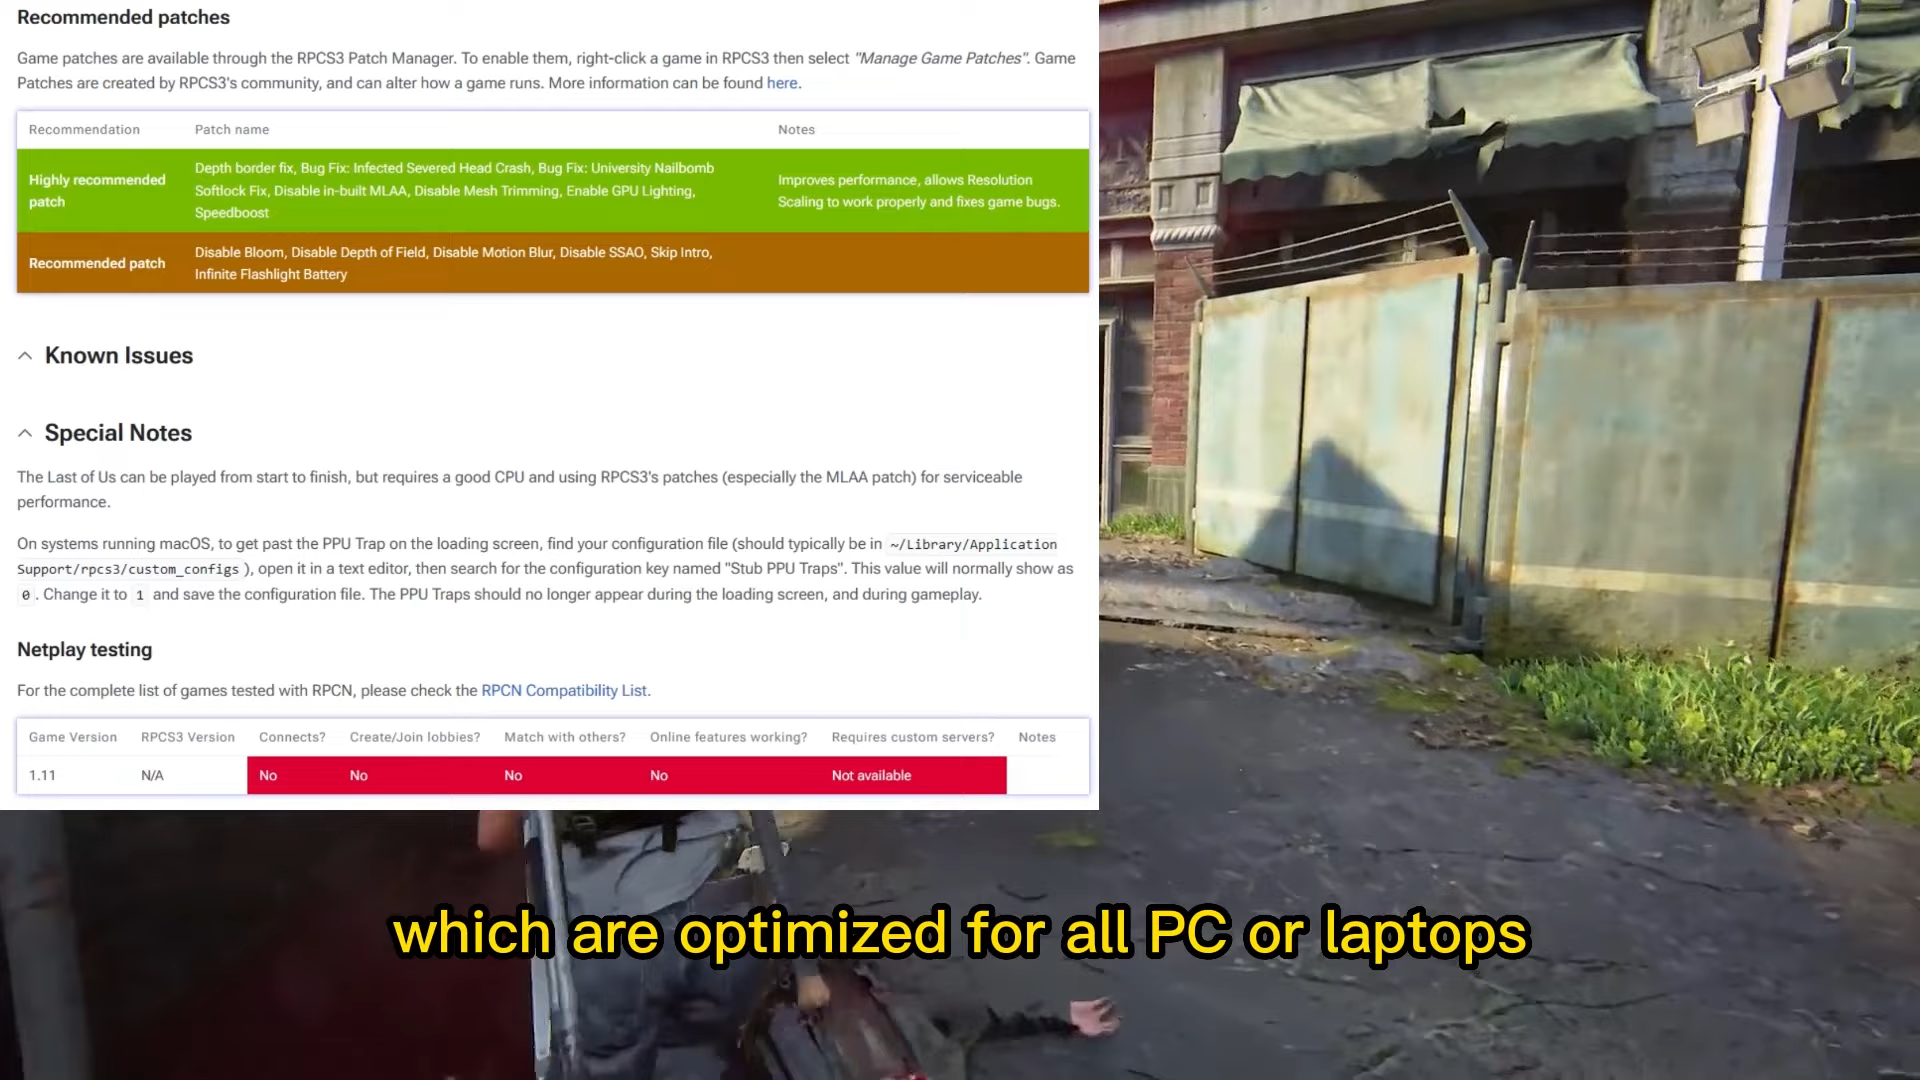 Recommended patches
Game patches are available through the RPCS3 Patch Manager. To enable them, right-click a game in RPCS3 then select "Manage Game Patches". Game
Patches are created by RPCS3's community, and can alter how a game runs. More information can be found here.
Recommendation Patch name Notes
Highly recommended patch
Depth border fix, Bug Fix: Infected Severed Head Crash, Bug Fix: University Nailbomb
Softlock Fix, Disable in-built MLAA, Disable Mesh Trimming, Enable GPU Lighting,
Speedboost
Improves performance, allows Resolution
Scaling to work properly and fixes game bugs.
Recommended patch
Disable Bloom, Disable Depth of Field, Disable Motion Blur, Disable SSAO, Skip Intro,
Infinite Flashlight Battery
Known Issues
Special Notes
The Last of Us can be played from start to finish, but requires a good CPU and using RPCS3's patches (especially the MLAA patch) for serviceable
performance.
On systems running macOS, to get past the PPU Trap on the loading screen, find your configuration file (should typically be in ~/Library/Application
Support/rpcs3/custom_configs ), open it in a text editor, then search for the configuration key named "Stub PPU Traps". This value will normally show as
0 . Change it to 1 and save the configuration file. The PPU Traps should no longer appear during the loading screen, and during gameplay.
Netplay testing
For the complete list of games tested with RPCN, please check the RPCN Compatibility List.
Game Version RPCS3 Version Connects? Create/Join lobbies? Match with others? Online features working? Requires custom servers? Notes
1.11 N/A No No No No Not available
which are optimized for all PC or laptops